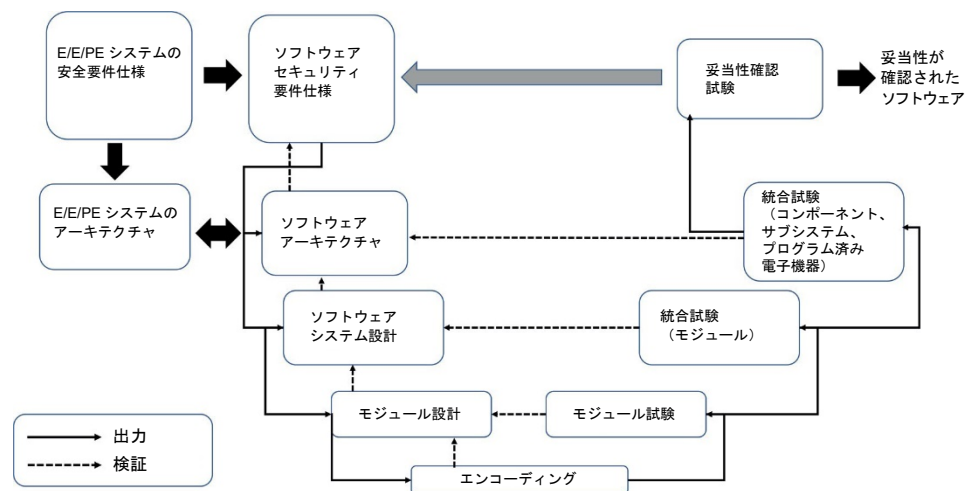 E/E/PE システムの
安全要件仕様
ソフトウェア
セキュリティ
要件仕様
妥当性確認
試験
妥当性が
確認された
ソフトウェア
E/E/PE システムの
アーキテクチャ
ソフトウェア
アーキテクチャ
統合試験
（コンポーネント、
サブシステム、
プログラム済み
電子機器）
ソフトウェア
システム設計
統合試験
（モジュール）
モジュール設計
モジュール試験
エンコーディング
出力
検証